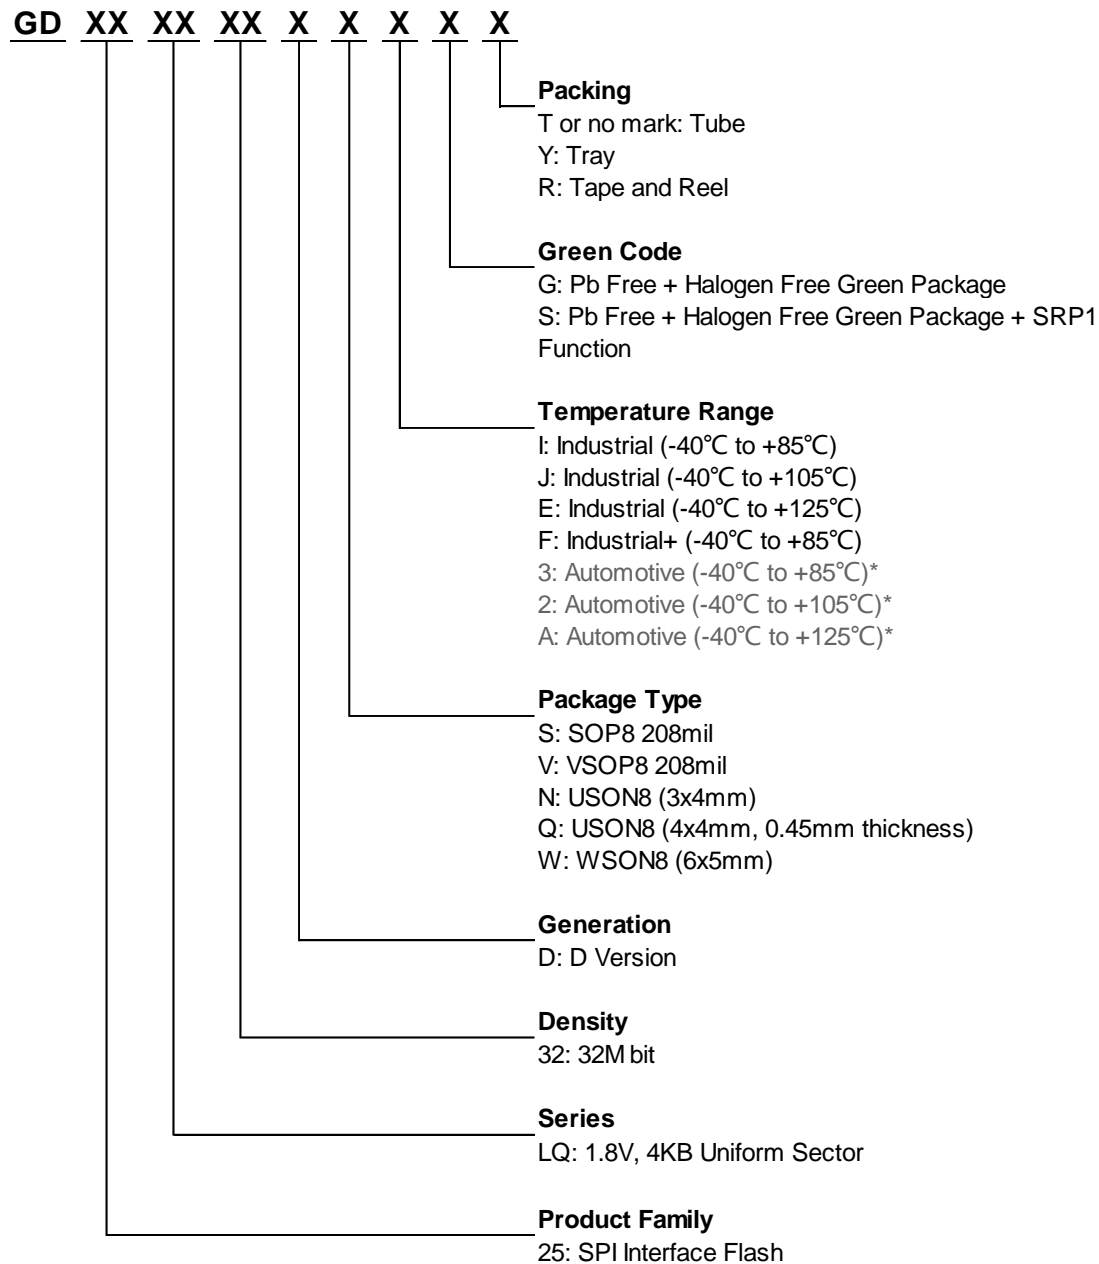 GD XX XX XX X X X X X
Packing
T or no mark: Tube
Y: Tray
R: Tape and Reel
Green Code
G: Pb Free + Halogen Free Green Package
S: Pb Free + Halogen Free Green Package + SRP1
Function
Temperature Range
I: Industrial (-40℃ to +85℃)
J: Industrial (-40℃ to +105℃)
E: Industrial (-40℃ to +125℃)
F: Industrial+ (-40℃ to +85℃)
3: Automotive (-40℃ to +85℃)*
2: Automotive (-40℃ to +105℃)*
A: Automotive (-40℃ to +125℃)*
Package Type
S: SOP8 208mil
V: VSOP8 208mil
N: USON8 (3x4mm)
Q: USON8 (4x4mm, 0.45mm thickness)
W: WSON8 (6x5mm)
Generation
D: D Version
Density
32: 32M bit
Series
LQ: 1.8V, 4KB Uniform Sector
Product Family
25: SPI Interface Flash